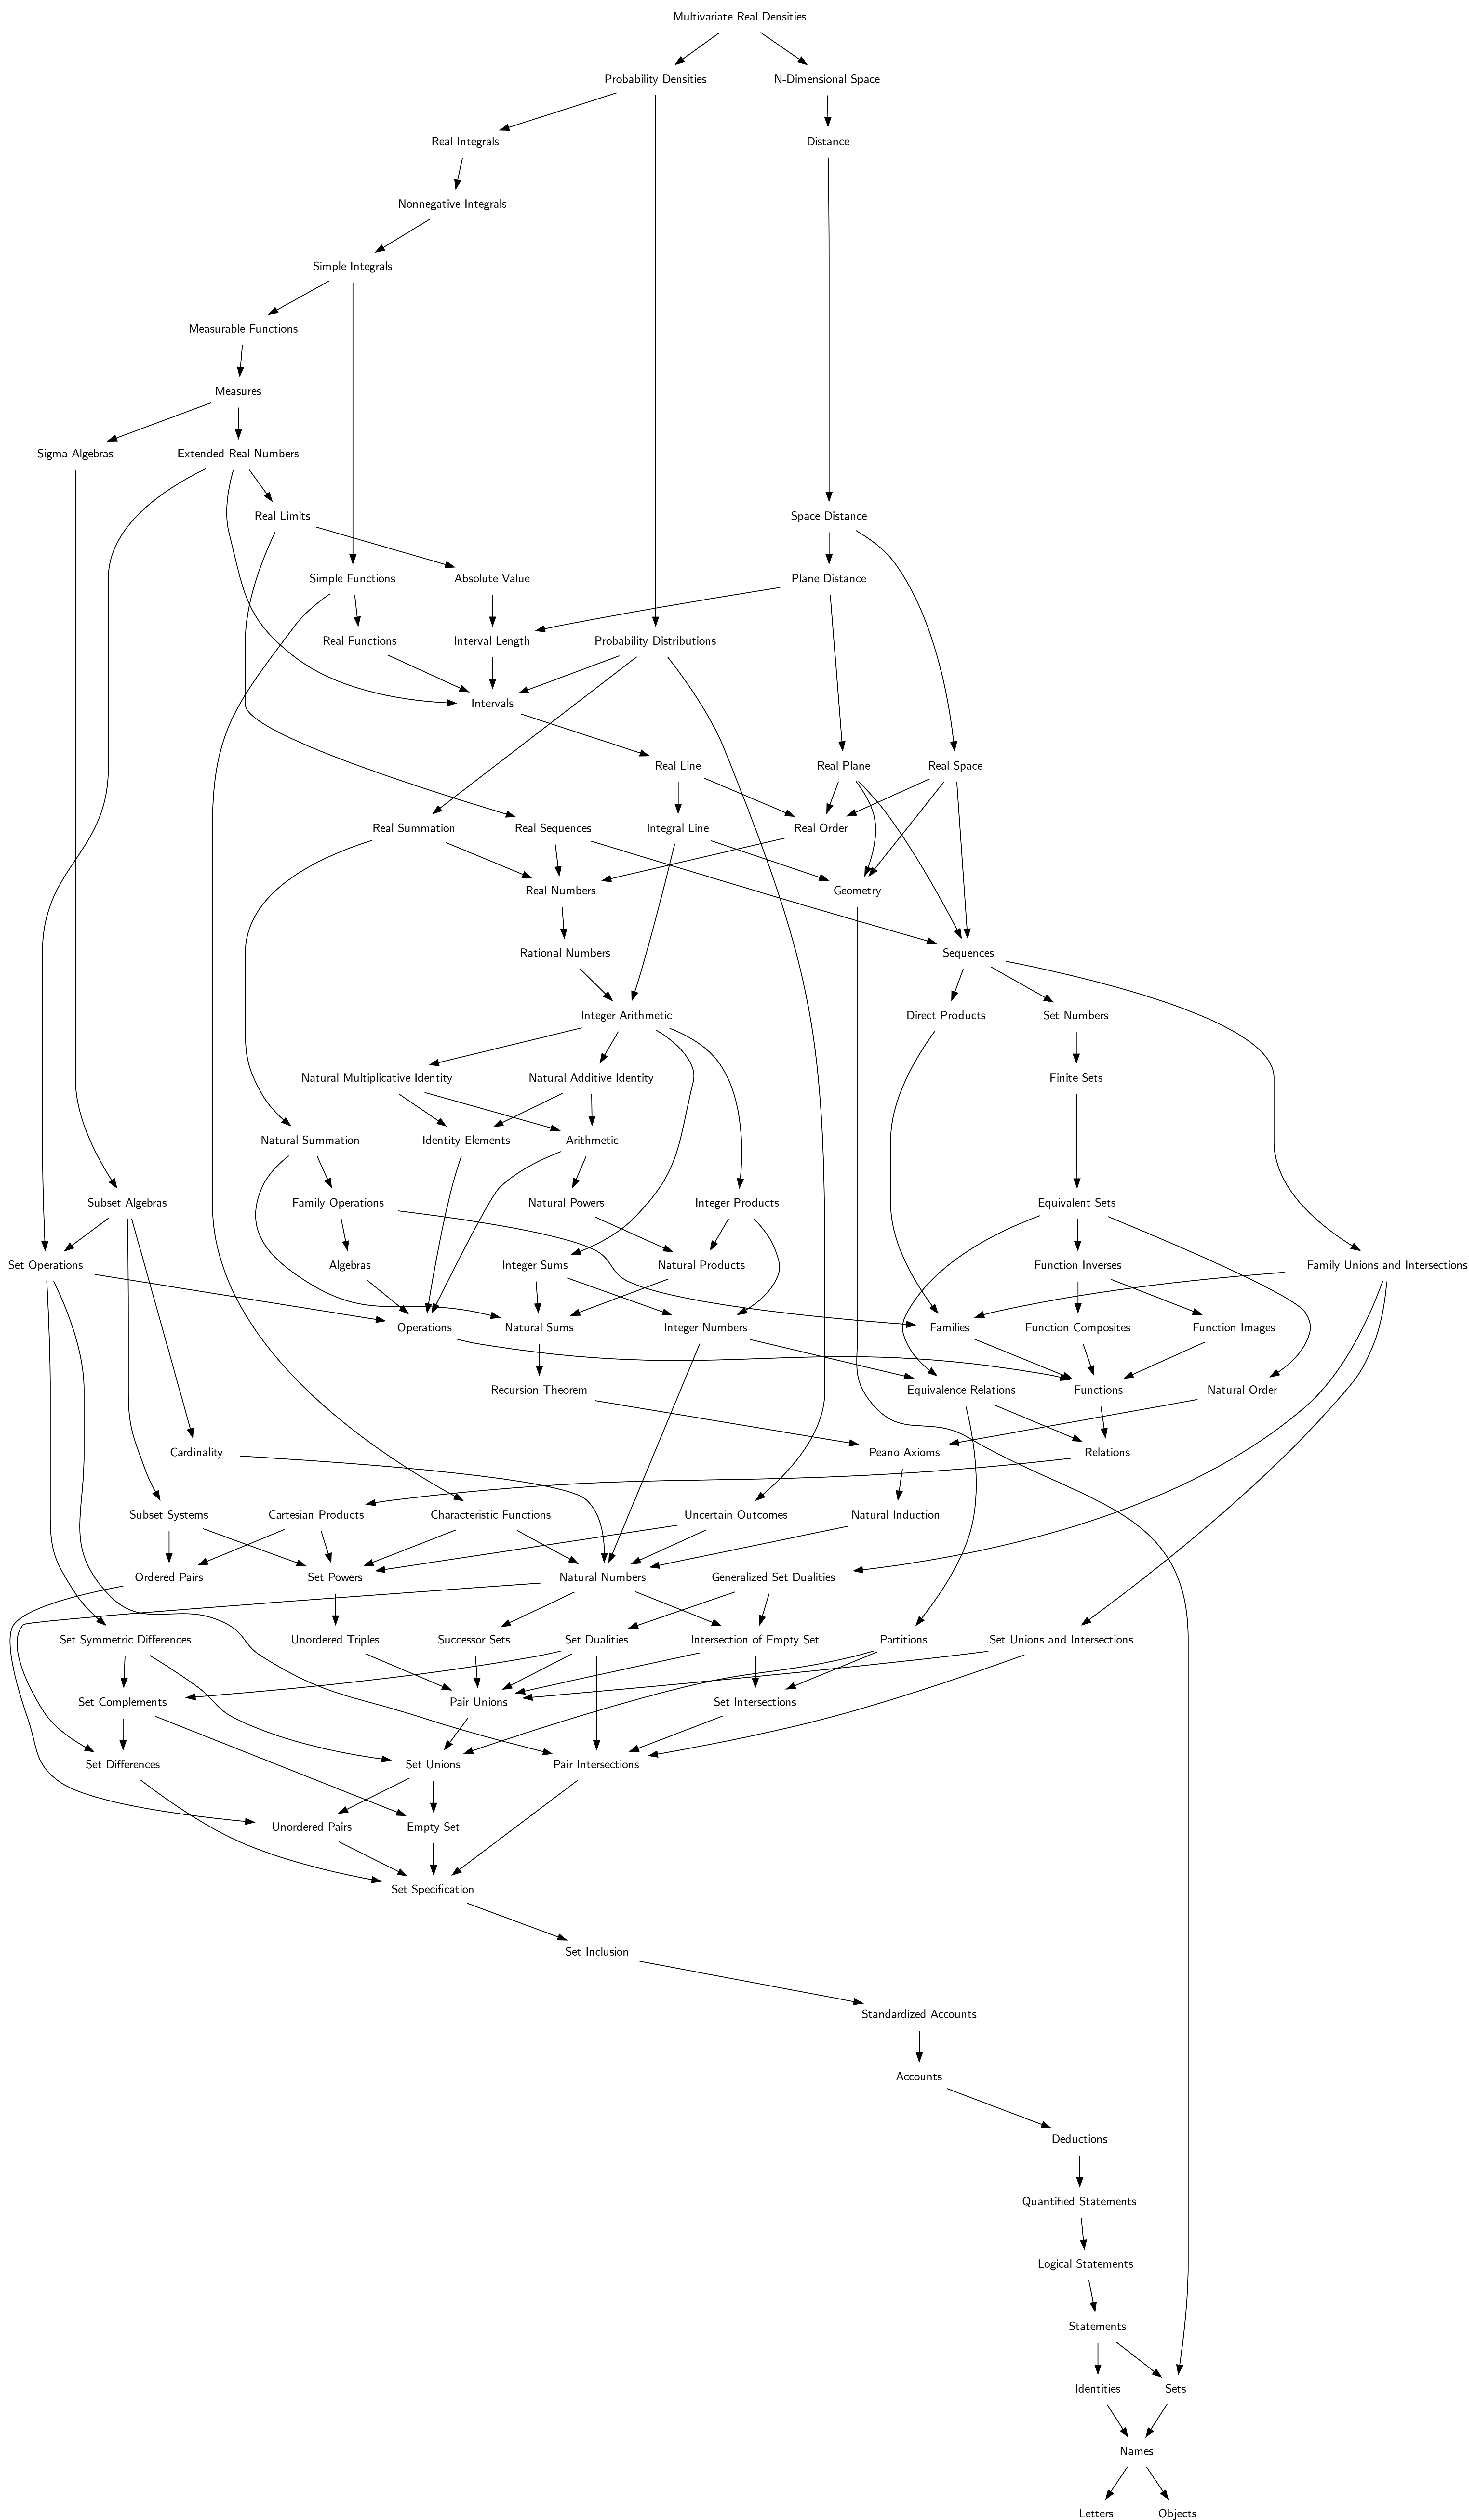 Multivariate Real Densities
Probability Densities
N-Dimensional Space
Real Integrals
Distance
Nonnegative Integrals
Simple Integrals
Measurable Functions
Measures
Sigma Algebras
Extended Real Numbers
Real Limits
Space Distance
Simple Functions
Absolute Value
Plane Distance
Real Functions
Interval Length
Probability Distributions
Intervals
Real Line
Real Plane
Real Space
Real Summation
Real Sequences
Integral Line
Real Order
Real Numbers
Geometry
Rational Numbers
Sequences
Integer Arithmetic
Direct Products
Set Numbers
Natural Multiplicative Identity
Natural Additive Identity
Finite Sets
Natural Summation
Identity Elements
Arithmetic
Subset Algebras
Family Operations
Natural Powers
Integer Products
Equivalent Sets
Set Operations
Algebras
Integer Sums
Natural Products
Function Inverses
Family Unions and Intersections
Operations
Natural Sums
Integer Numbers
Families
Function Composites
Function Images
Recursion Theorem
Equivalence Relations
Functions
Natural Order
Cardinality
Peano Axioms
Relations
Subset Systems
Cartesian Products
Characteristic Functions
Uncertain Outcomes
Natural Induction
Ordered Pairs
Set Powers
Natural Numbers
Generalized Set Dualities
Set Symmetric Differences
Unordered Triples
Successor Sets
Set Dualities
Intersection of Empty Set
Partitions
Set Unions and Intersections
Set Complements
Pair Unions
Set Intersections
Set Differences
Set Unions
Pair Intersections
Unordered Pairs
Empty Set
Set Specification
Set Inclusion
Standardized Accounts
Accounts
Deductions
Quantified Statements
Logical Statements
Statements
Identities
Sets
Names
Letters
Objects